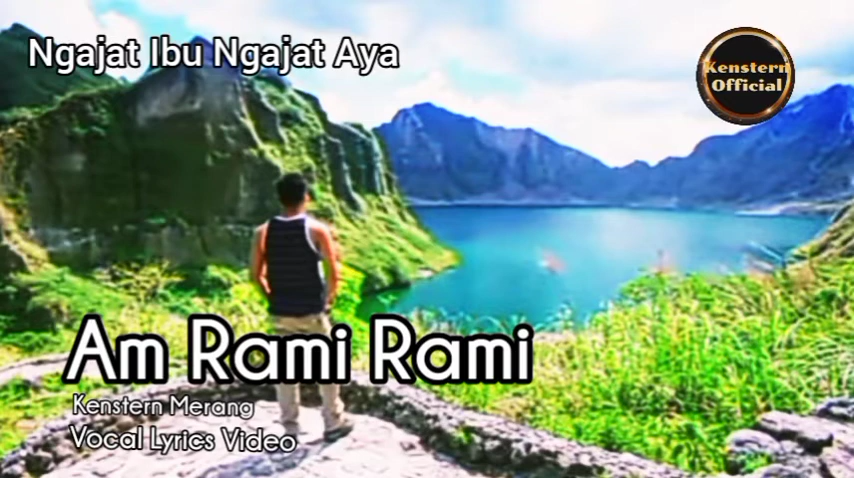 Ngajat Ibu Ngajat Aya
Kenstern
Official
Am Rami Rami
Kenstern Merang
Vocal Lyrics Video